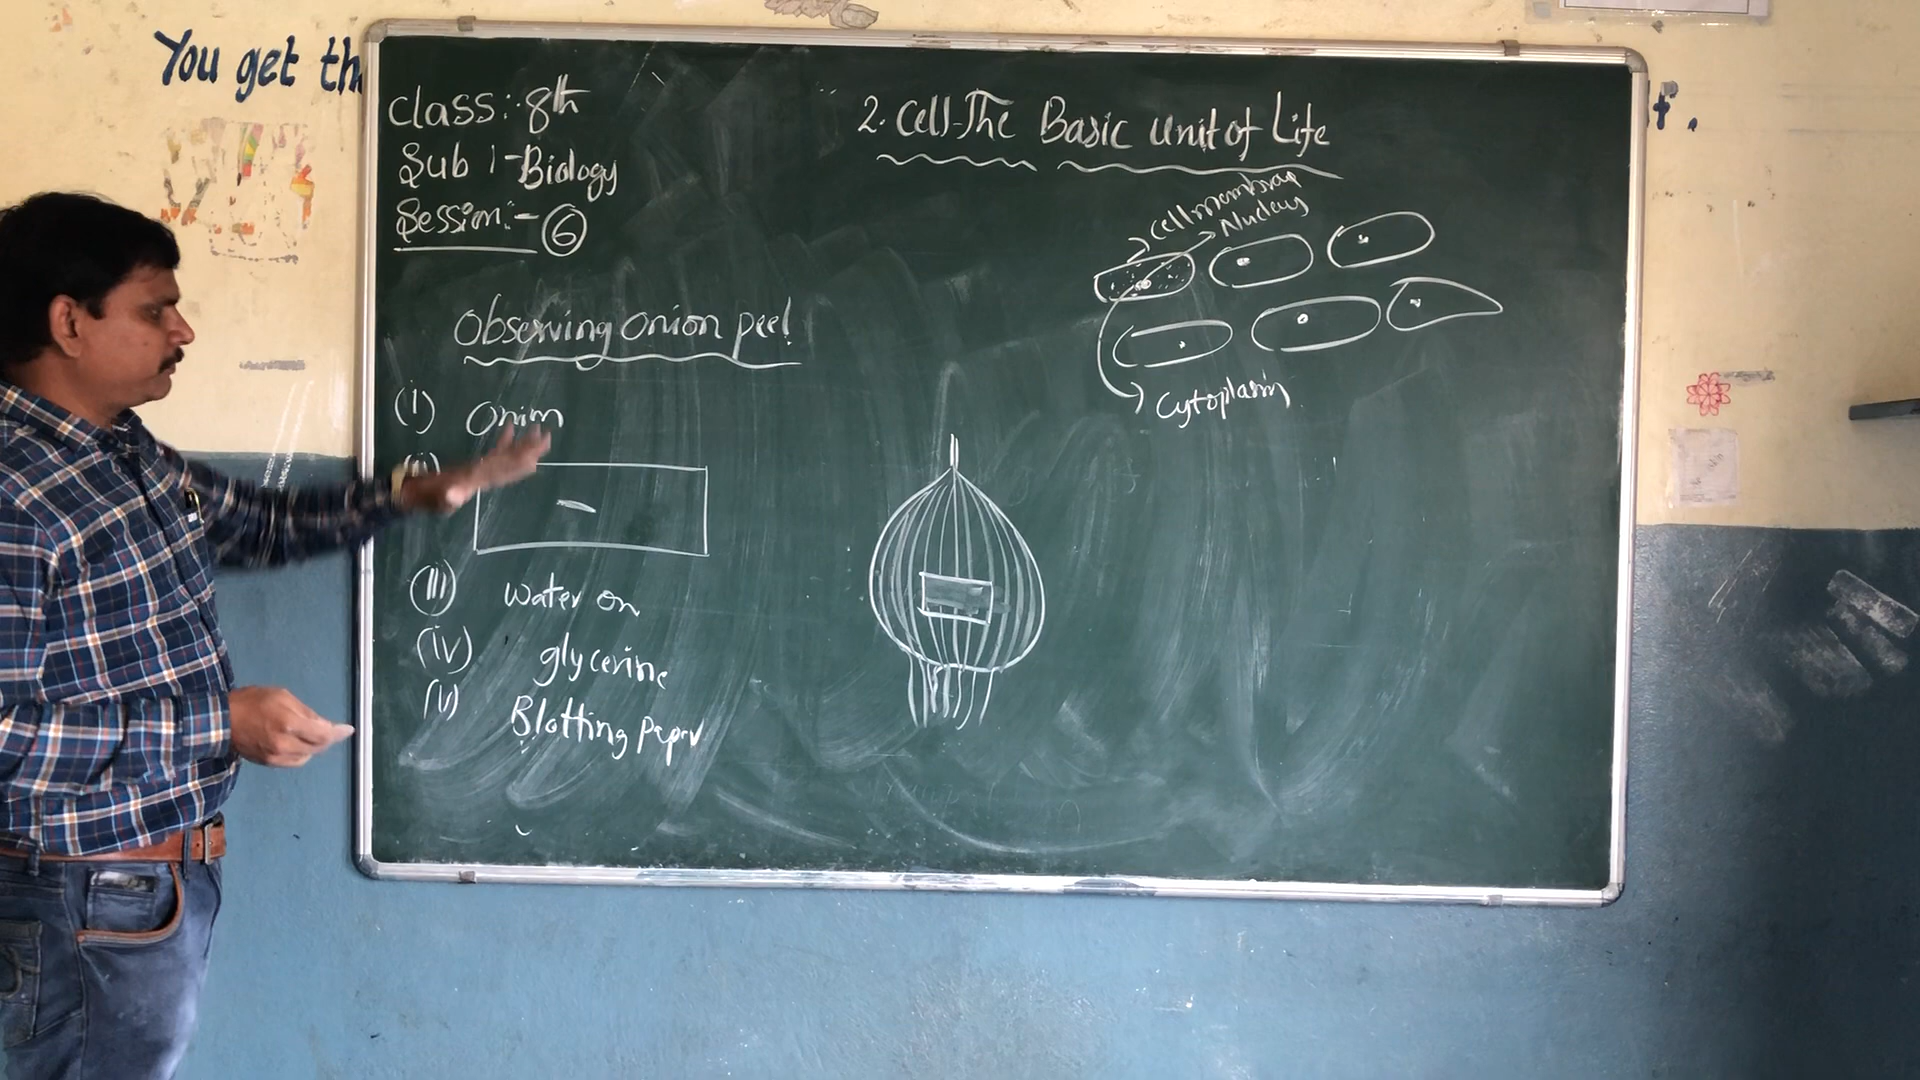 You get th
t.
Class: 8th
Sub :- Biology
Session:- 6
2. Cell-The Basic unit of Life
Cell membrap
Nucleus
Cytoplasm
Observing Onion peel
(i) Onion
(ii)
(iii) water on
(iv) glycerine
(v) Blotting paper